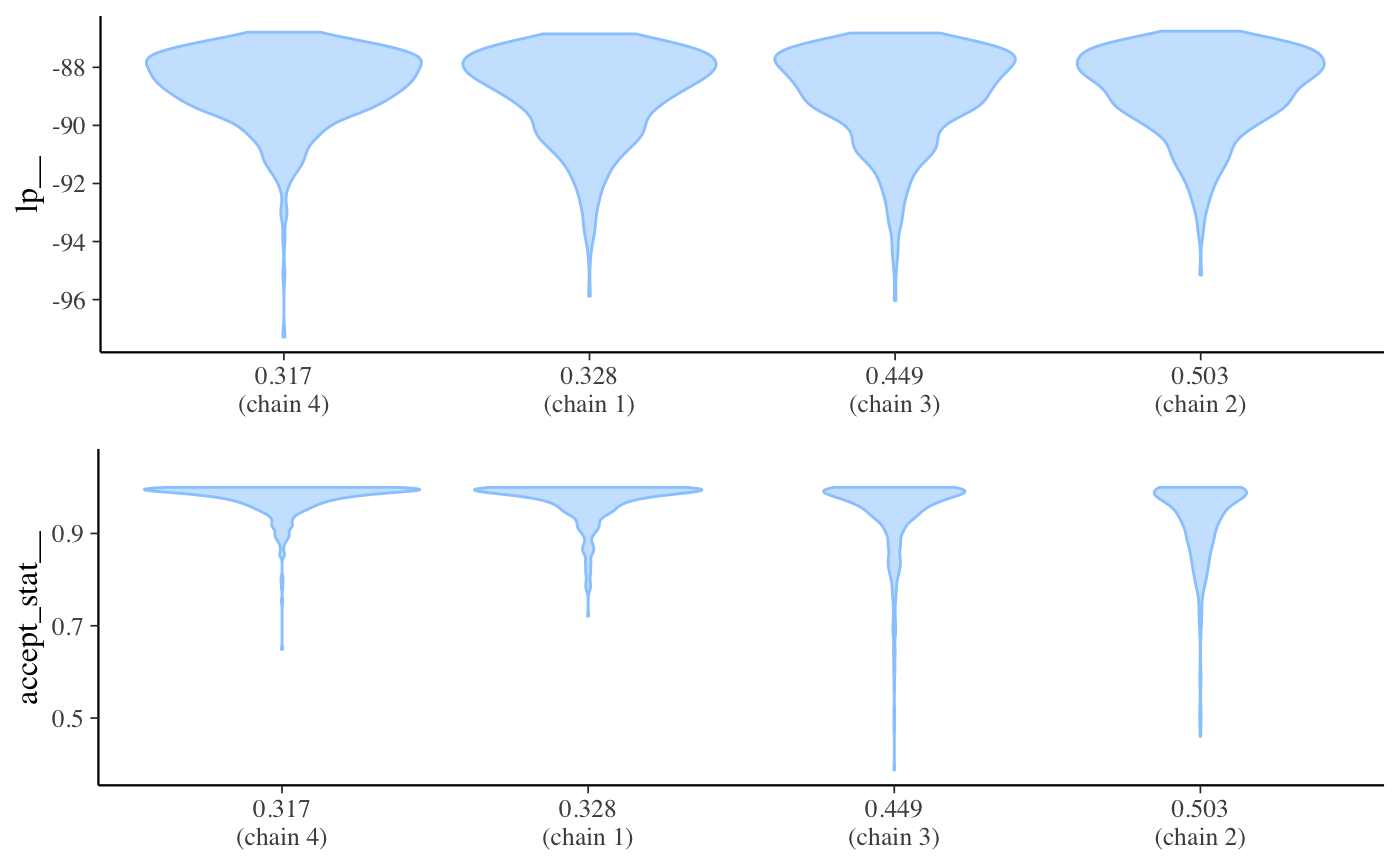 lp__
-88
-90
-92
-94
-96
0.317 0.328 0.449 0.503
(chain 4) (chain 1) (chain 3) (chain 2)
accept_stat__
0.9
0.7
0.5
0.317 0.328 0.449 0.503
(chain 4) (chain 1) (chain 3) (chain 2)